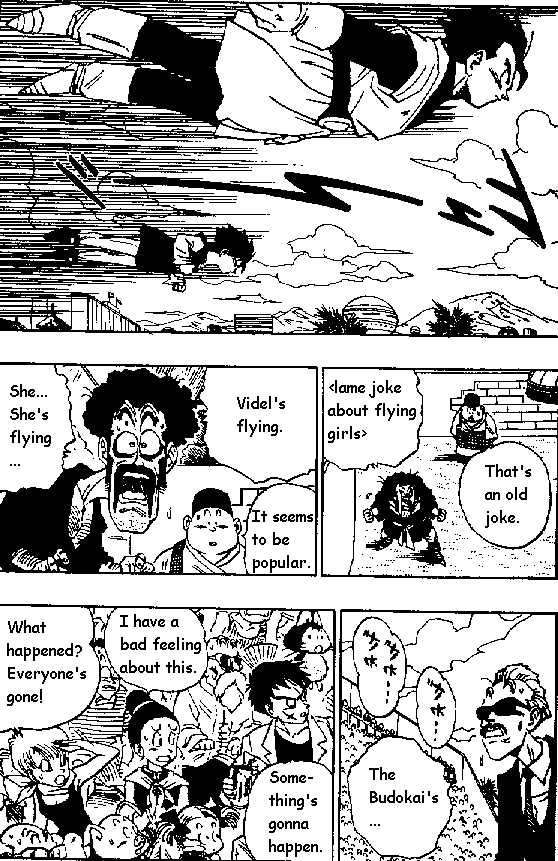 She...
She's
flying
...
Videl's
flying.
It seems
to be
popular.
<lame joke
about flying
girls>
That's
an old
joke.
What
happened?
Everyone's
gone!
I have a
bad feeling
about this.
Some-
thing's
gonna
happen.
The
Budokai's
...